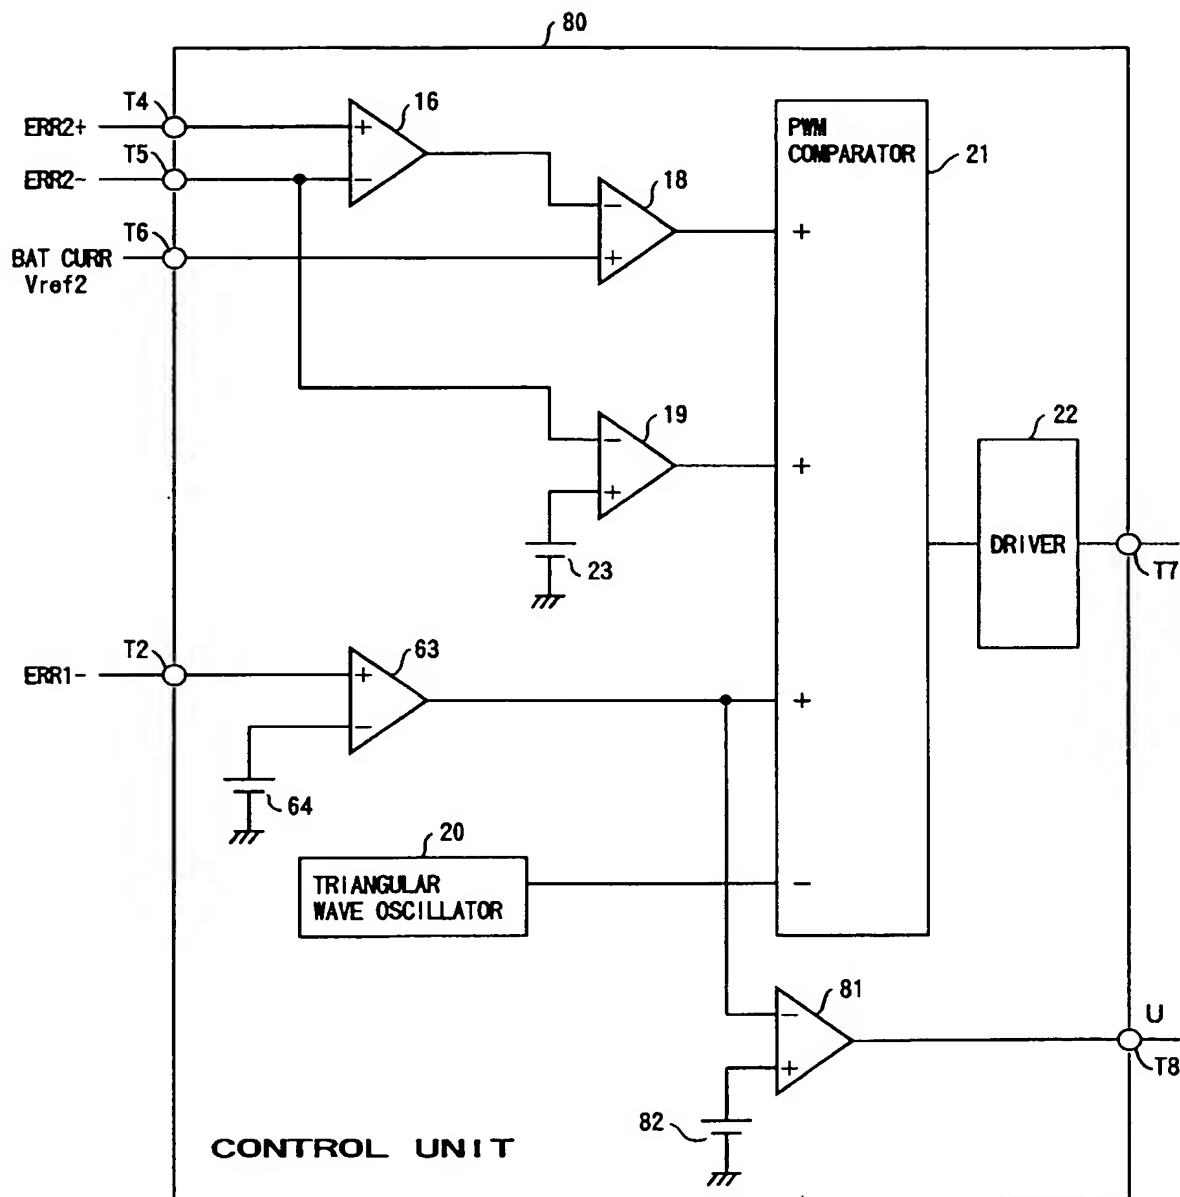 80
T4
ERR2+
16
T5
ERR2-
T6
BAT CURR
Vref2
+
-
18
-
+
PWM
COMPARATOR
21
+
19
-
+
23
+
22
DRIVER
T7
T2
ERR1-
63
+
-
64
+
20
TRIANGULAR
WAVE OSCILLATOR
-
81
-
+
82
U
T8
CONTROL UNIT